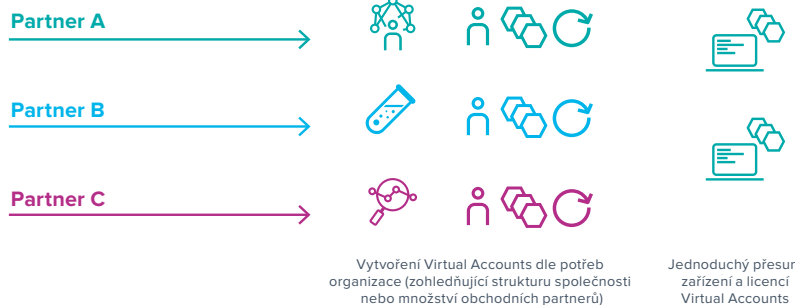 Partner A
Partner B
Partner C
Vytvoření Virtual Accounts dle potřeb
organizace (zohledňující strukturu společnosti
nebo množství obchodních partnerů)
Jednoduchý přesun
zařízení a licencí
Virtual Accounts